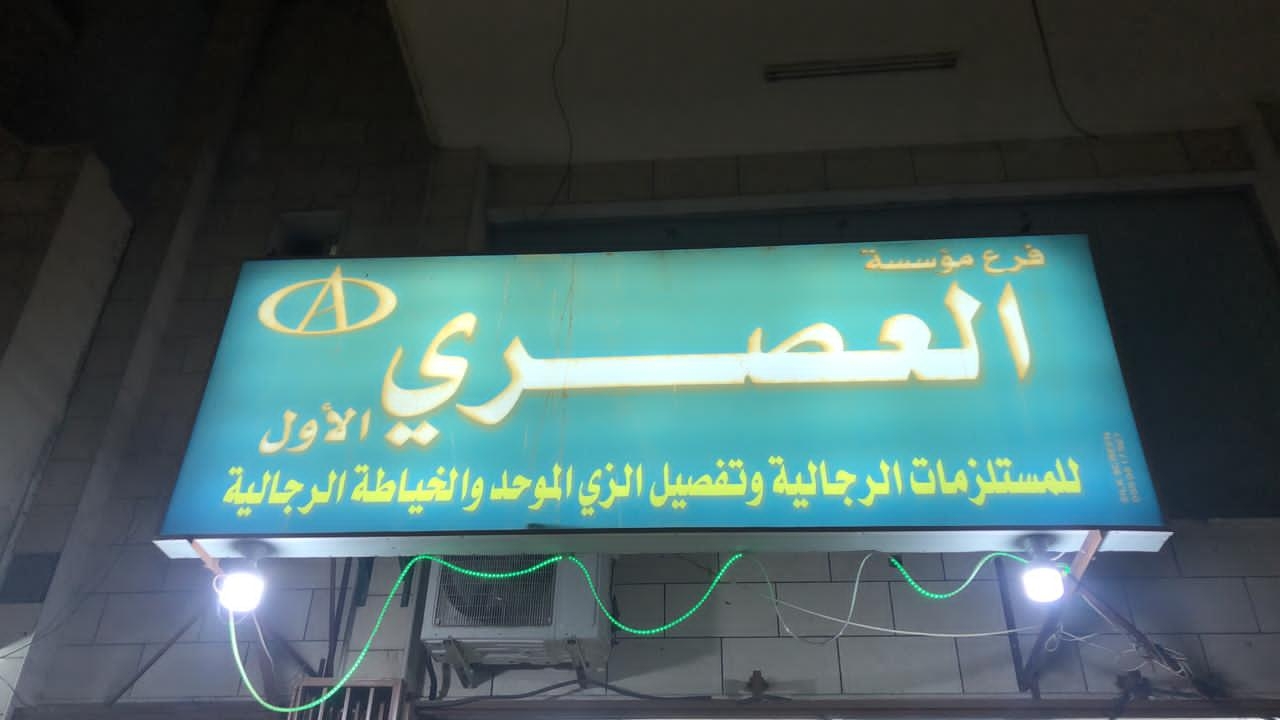 فرع مؤسسة
العصري
الأول
للمستلزمات الرجالية وتفصيل الزي الموحد والخياطة الرجالية